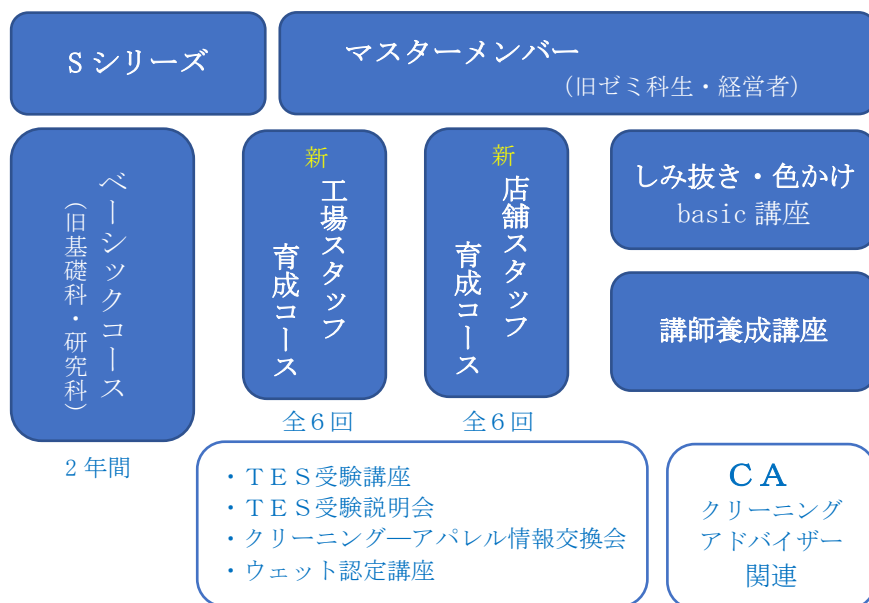 Sシリーズ
マスターメンバー
（旧ゼミ科生・経営者）
ベーシックコース
（旧基礎科・研究科）
2年間
新
工場スタッフ
育成コース
全６回
新
店舗スタッフ
育成コース
全６回
しみ抜き・色かけ
basic 講座
講師養成講座
・ＴＥＳ受験講座
・ＴＥＳ受験説明会
・クリーニング―アパレル情報交換会
・ウェット認定講座
ＣＡ
クリーニング
アドバイザー
関連